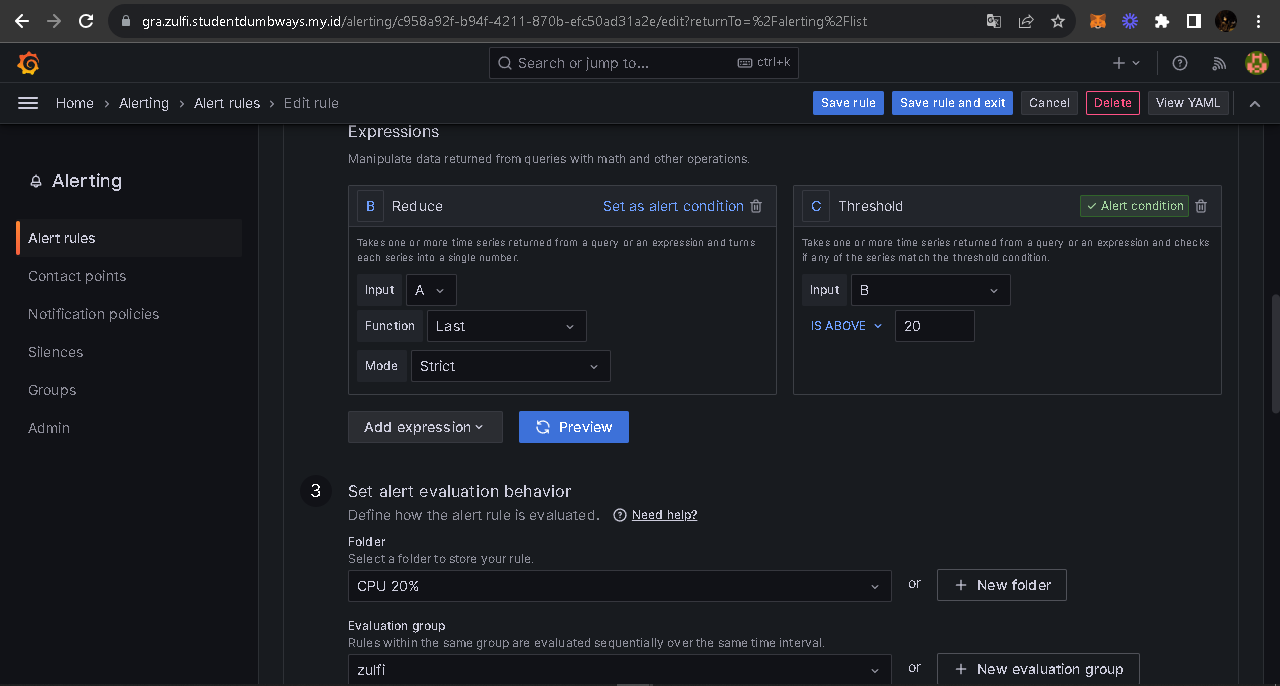 gra.zulfi.studentdumbways.my.id/alerting/c958a92f-b94f-4211-870b-efc50ad31a2e/edit?returnTo=%2Falerting%2Flist
Search or jump to... ctrl+k
Home > Alerting > Alert rules > Edit rule
Save rule Save rule and exit Cancel Delete View YAML
Alerting
Alert rules
Contact points
Notification policies
Silences
Groups
Admin
Expressions
Manipulate data returned from queries with math and other operations.
B Reduce Set as alert condition
Takes one or more time series returned from a query or an expression and turns
each series into a single number.
Input A
Function Last
Mode Strict
C Threshold Alert condition
Takes one or more time series returned from a query or an expression and checks
if any of the series match the threshold condition.
Input B
IS ABOVE 20
Add expression Preview
3 Set alert evaluation behavior
Define how the alert rule is evaluated. Need help?
Folder
Select a folder to store your rule.
CPU 20% or + New folder
Evaluation group
Rules within the same group are evaluated sequentially over the same time interval.
zulfi or + New evaluation group